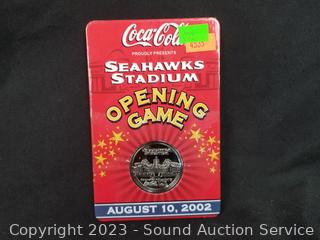 Coca-Cola
PROUDLY PRESENTS
SEAHAWKS
STADIUM
OPENING
GAME
AUGUST 10, 2002
Copyright 2023 - Sound Auction Service